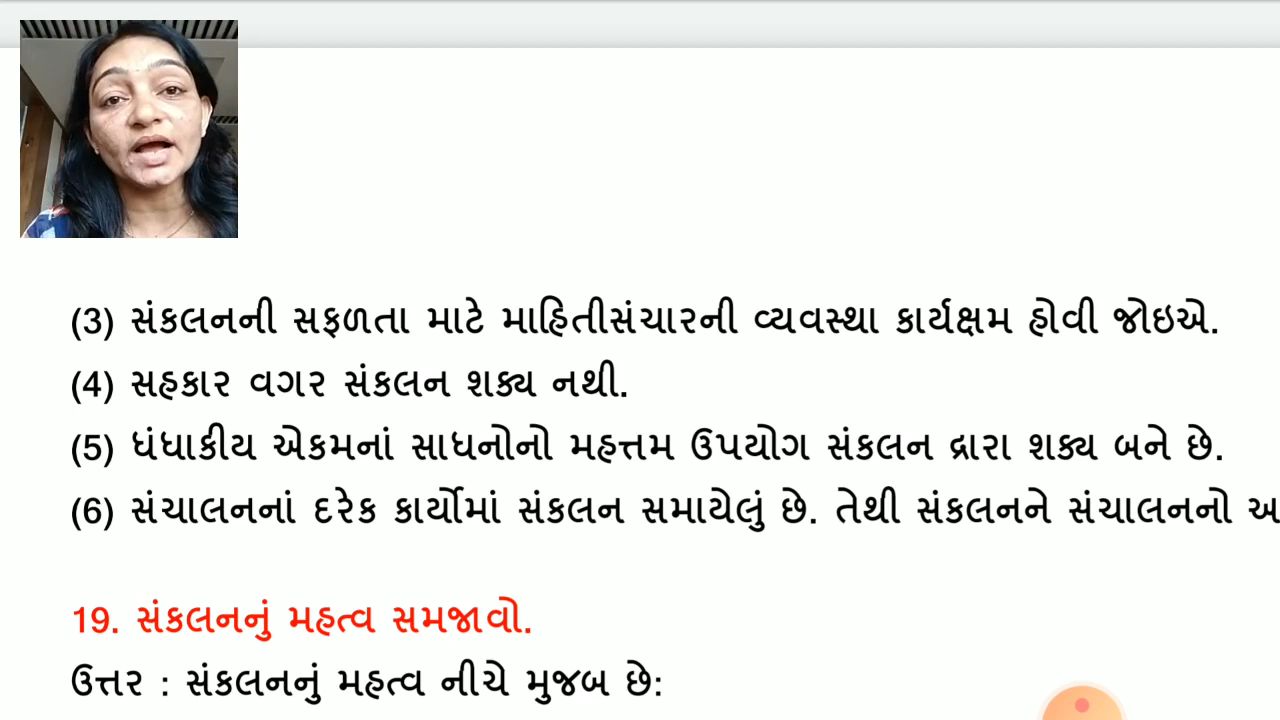 (3) સંકલનની સફળતા માટે માહિતીસંચારની વ્યવસ્થા કાર્યક્ષમ હોવી જોઇએ.
(4) સહકાર વગર સંકલન શક્ય નથી.
(5) ધંધાકીય એકમનાં સાધનોનો મહત્તમ ઉપયોગ સંકલન દ્રારા શક્ય બને છે.
(6) સંચાલનનાં દરેક કાર્યોમાં સંકલન સમાયેલું છે. તેથી સંકલનને સંચાલનનો
19. સંકલનનું મહત્વ સમજાવો.
ઉત્તર : સંકલનનું મહત્વ નીચે મુજબ છે: